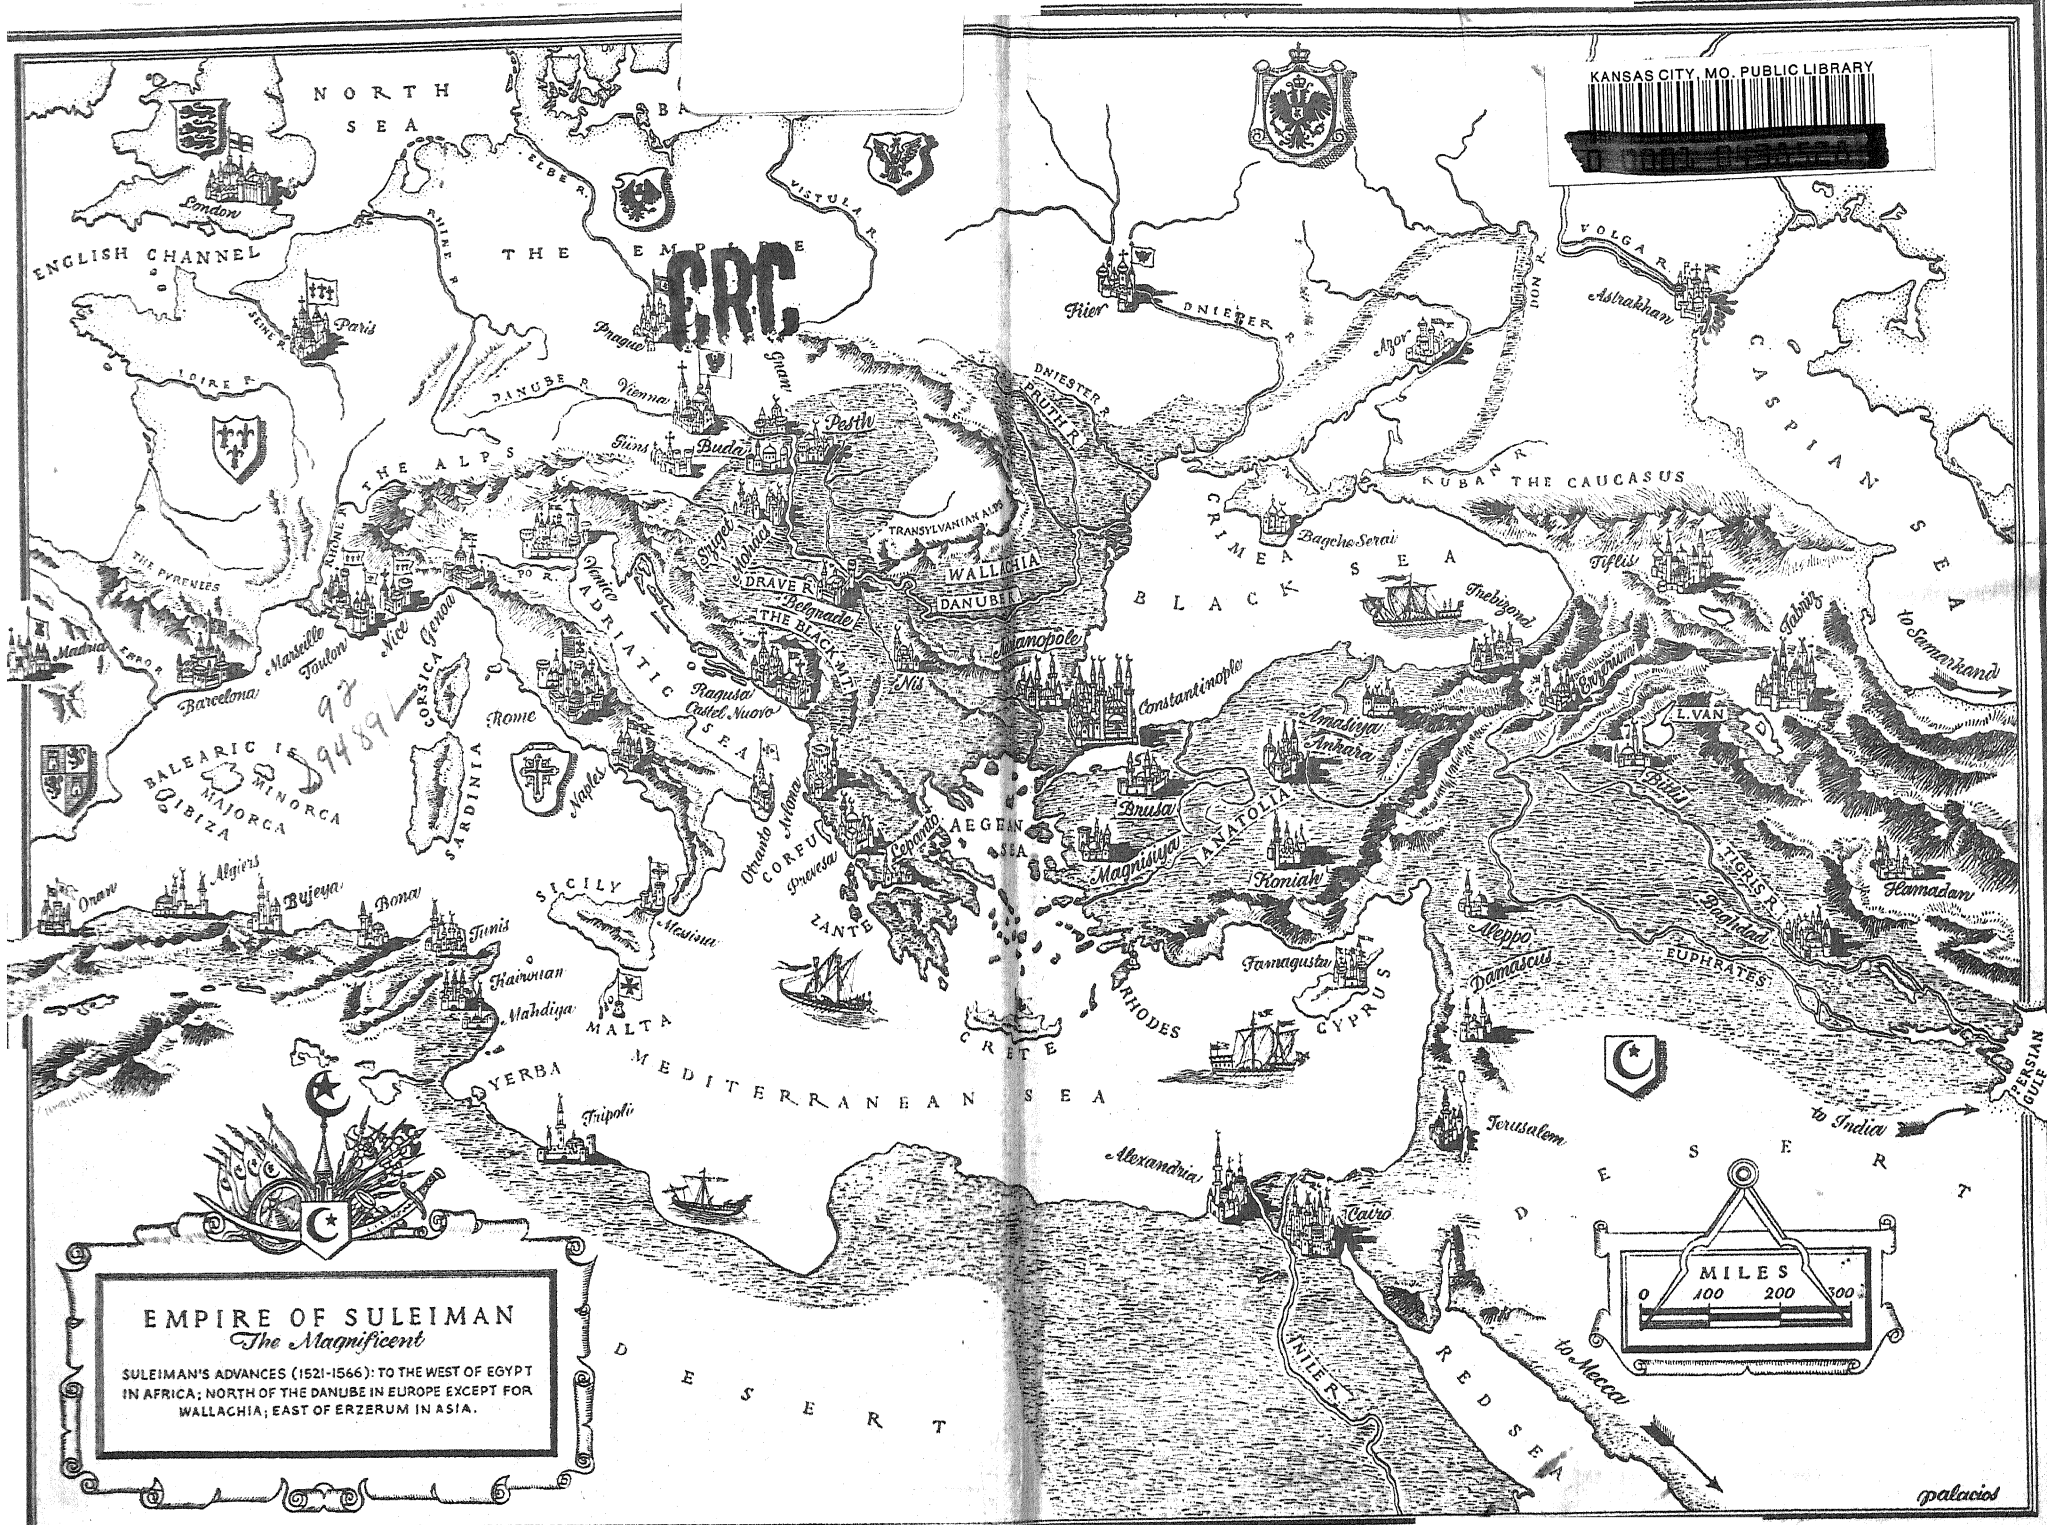 KANSAS CITY, MO. PUBLIC LIBRARY
NORTH
SEA
BA
ELBE R.
VISTULA R.
London
ENGLISH CHANNEL
RHINE R.
THE EMPIRE
CRC
VOLGA R.
DON R.
Astrakhan
Paris
SEINE R.
Prague
Kiev
DNIEPER R.
Azov
Gran
CASPIAN SEA
LOIRE R.
DANUBE R.
Vienna
DNIESTER R.
PRUTH R.
Pesth
Güns
Buda
THE ALPS
KUBAN R.
THE CAUCASUS
CRIMEA
Bagche Serai
RHONE R.
THE PYRENEES
Sziget
Mohács
TRANSYLVANIAN ALPS
WALLACHIA
DANUBE R.
DRAVE R.
Belgrade
THE BLACK MT.
PO R.
Venice
ADRIATIC SEA
BLACK SEA
Tiflis
Trebizond
Tabriz
to Samarkand
Madrid
EBRO R.
Barcelona
Marseille
Toulon
Nice
Genoa
CORSICA
Rome
Ragusa
Castel Nuovo
Nis
Adrianople
Constantinople
Erzerum
L. VAN
Bitlis
Amasiya
Ankara
92
9489L
BALEARIC IS
MINORCA
MAJORCA
IBIZA
SARDINIA
Naples
Otranto
Avlona
CORFU
Prevesa
Lepanto
AEGEAN
SEA
Brusa
ANATOLIA
Magnisiya
Koniah
TIGRIS R.
Baghdad
Hamadan
EUPHRATES
Oran
Algiers
Bujeya
Bona
Tunis
SICILY
Messina
ZANTE
Aleppo
Damascus
Famagusta
CYPRUS
RHODES
CRETE
Kairouan
Mahdiya
MALTA
YERBA
MEDITERRANEAN SEA
Tripoli
PERSIAN
GULF
to India
Jerusalem
DESERT
Alexandria
Cairo
NILE R.
RED SEA
to Mecca
MILES
0 100 200 300
DESERT
EMPIRE OF SULEIMAN
The Magnificent
SULEIMAN'S ADVANCES (1521-1566): TO THE WEST OF EGYPT
IN AFRICA; NORTH OF THE DANUBE IN EUROPE EXCEPT FOR
WALLACHIA; EAST OF ERZERUM IN ASIA.
palacios